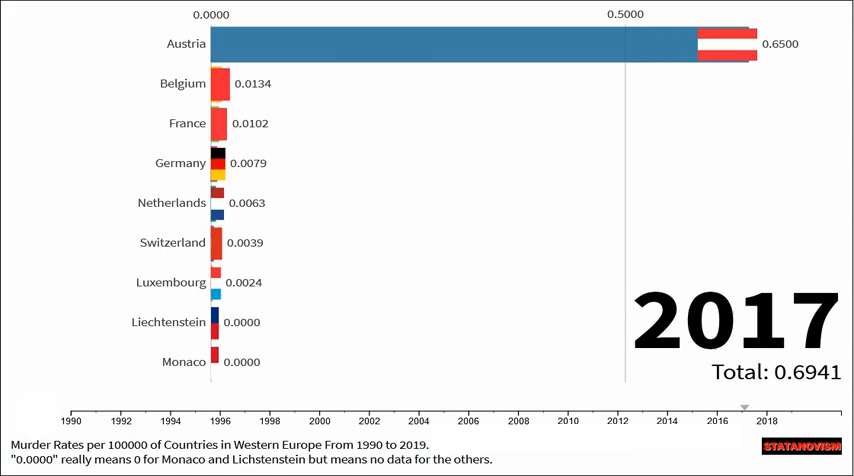 0.0000 0.5000
Austria 0.6500
Belgium 0.0134
France 0.0102
Germany 0.0079
Netherlands 0.0063
Switzerland 0.0039
Luxembourg 0.0024
Liechtenstein 0.0000
Monaco 0.0000
2017
Total: 0.6941
1990 1992 1994 1996 1998 2000 2002 2004 2006 2008 2010 2012 2014 2016 2018
Murder Rates per 100000 of Countries in Western Europe From 1990 to 2019.
"0.0000" really means 0 for Monaco and Lichstenstein but means no data for the others.
STATANOVISM